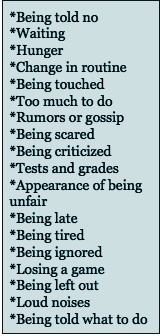 *Being told no
*Waiting
*Hunger
*Change in routine
*Being touched
*Too much to do
*Rumors or gossip
*Being scared
*Being criticized
*Tests and grades
*Appearance of being
unfair
*Being late
*Being tired
*Being ignored
*Losing a game
*Being left out
*Loud noises
*Being told what to do